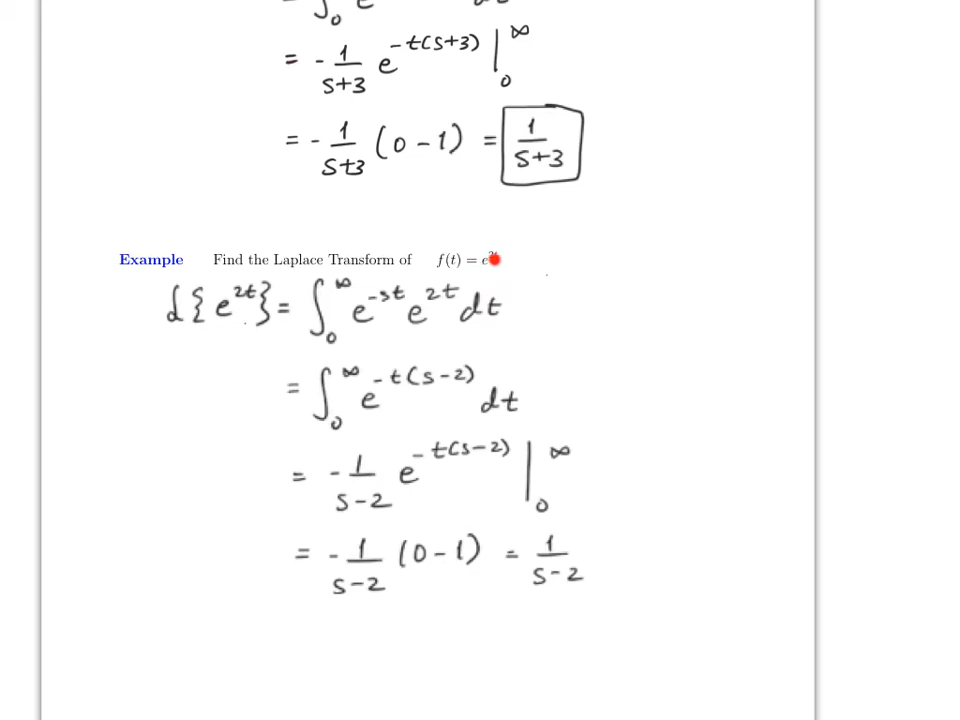 = ∫₀ e
= - 1/(s+3) e^(-t(s+3)) |₀^∞
= - 1/(s+3) (0 - 1) = 1/(s+3)
Example Find the Laplace Transform of f(t) = e
ℒ{e^(2t)} = ∫₀^∞ e^(-st) e^(2t) dt
= ∫₀^∞ e^(-t(s-2)) dt
= - 1/(s-2) e^(-t(s-2)) |₀^∞
= - 1/(s-2) (0 - 1) = 1/(s-2)